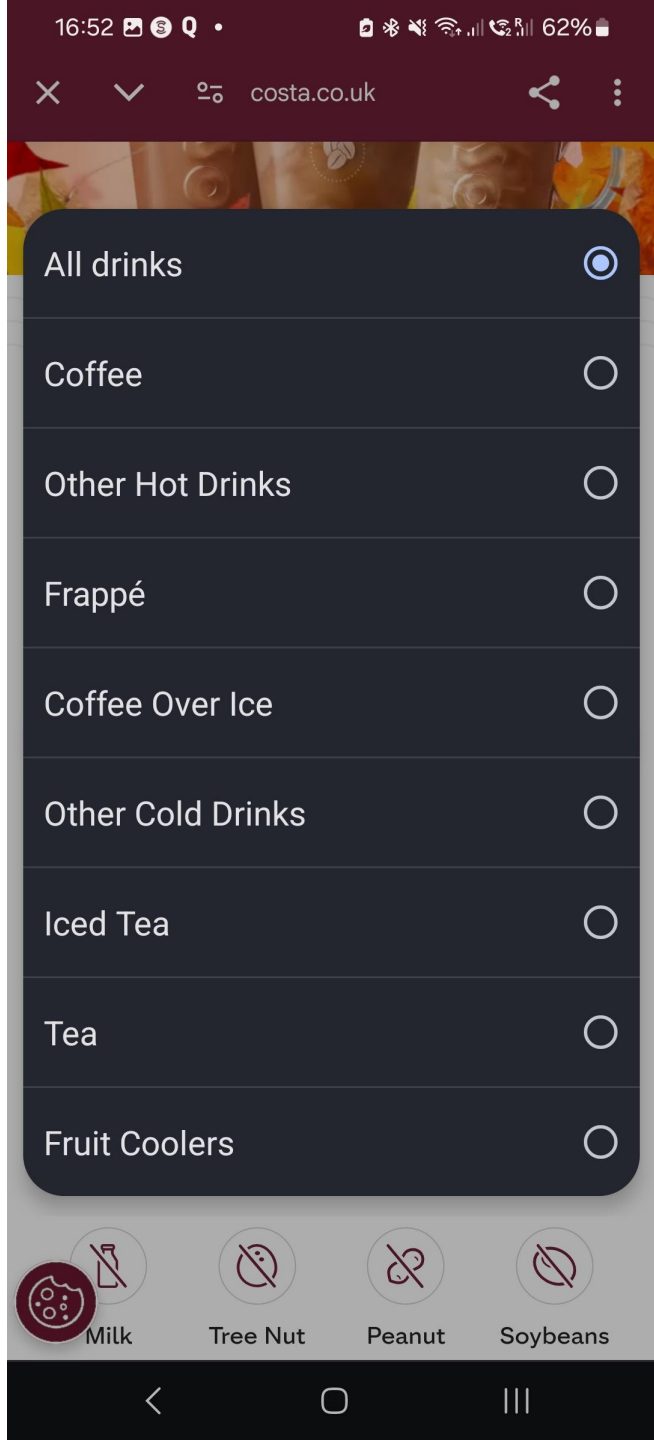 16:52 S Q • R 2 62%
costa.co.uk
All drinks
Coffee
Other Hot Drinks
Frappé
Coffee Over Ice
Other Cold Drinks
Iced Tea
Tea
Fruit Coolers
Milk Tree Nut Peanut Soybeans